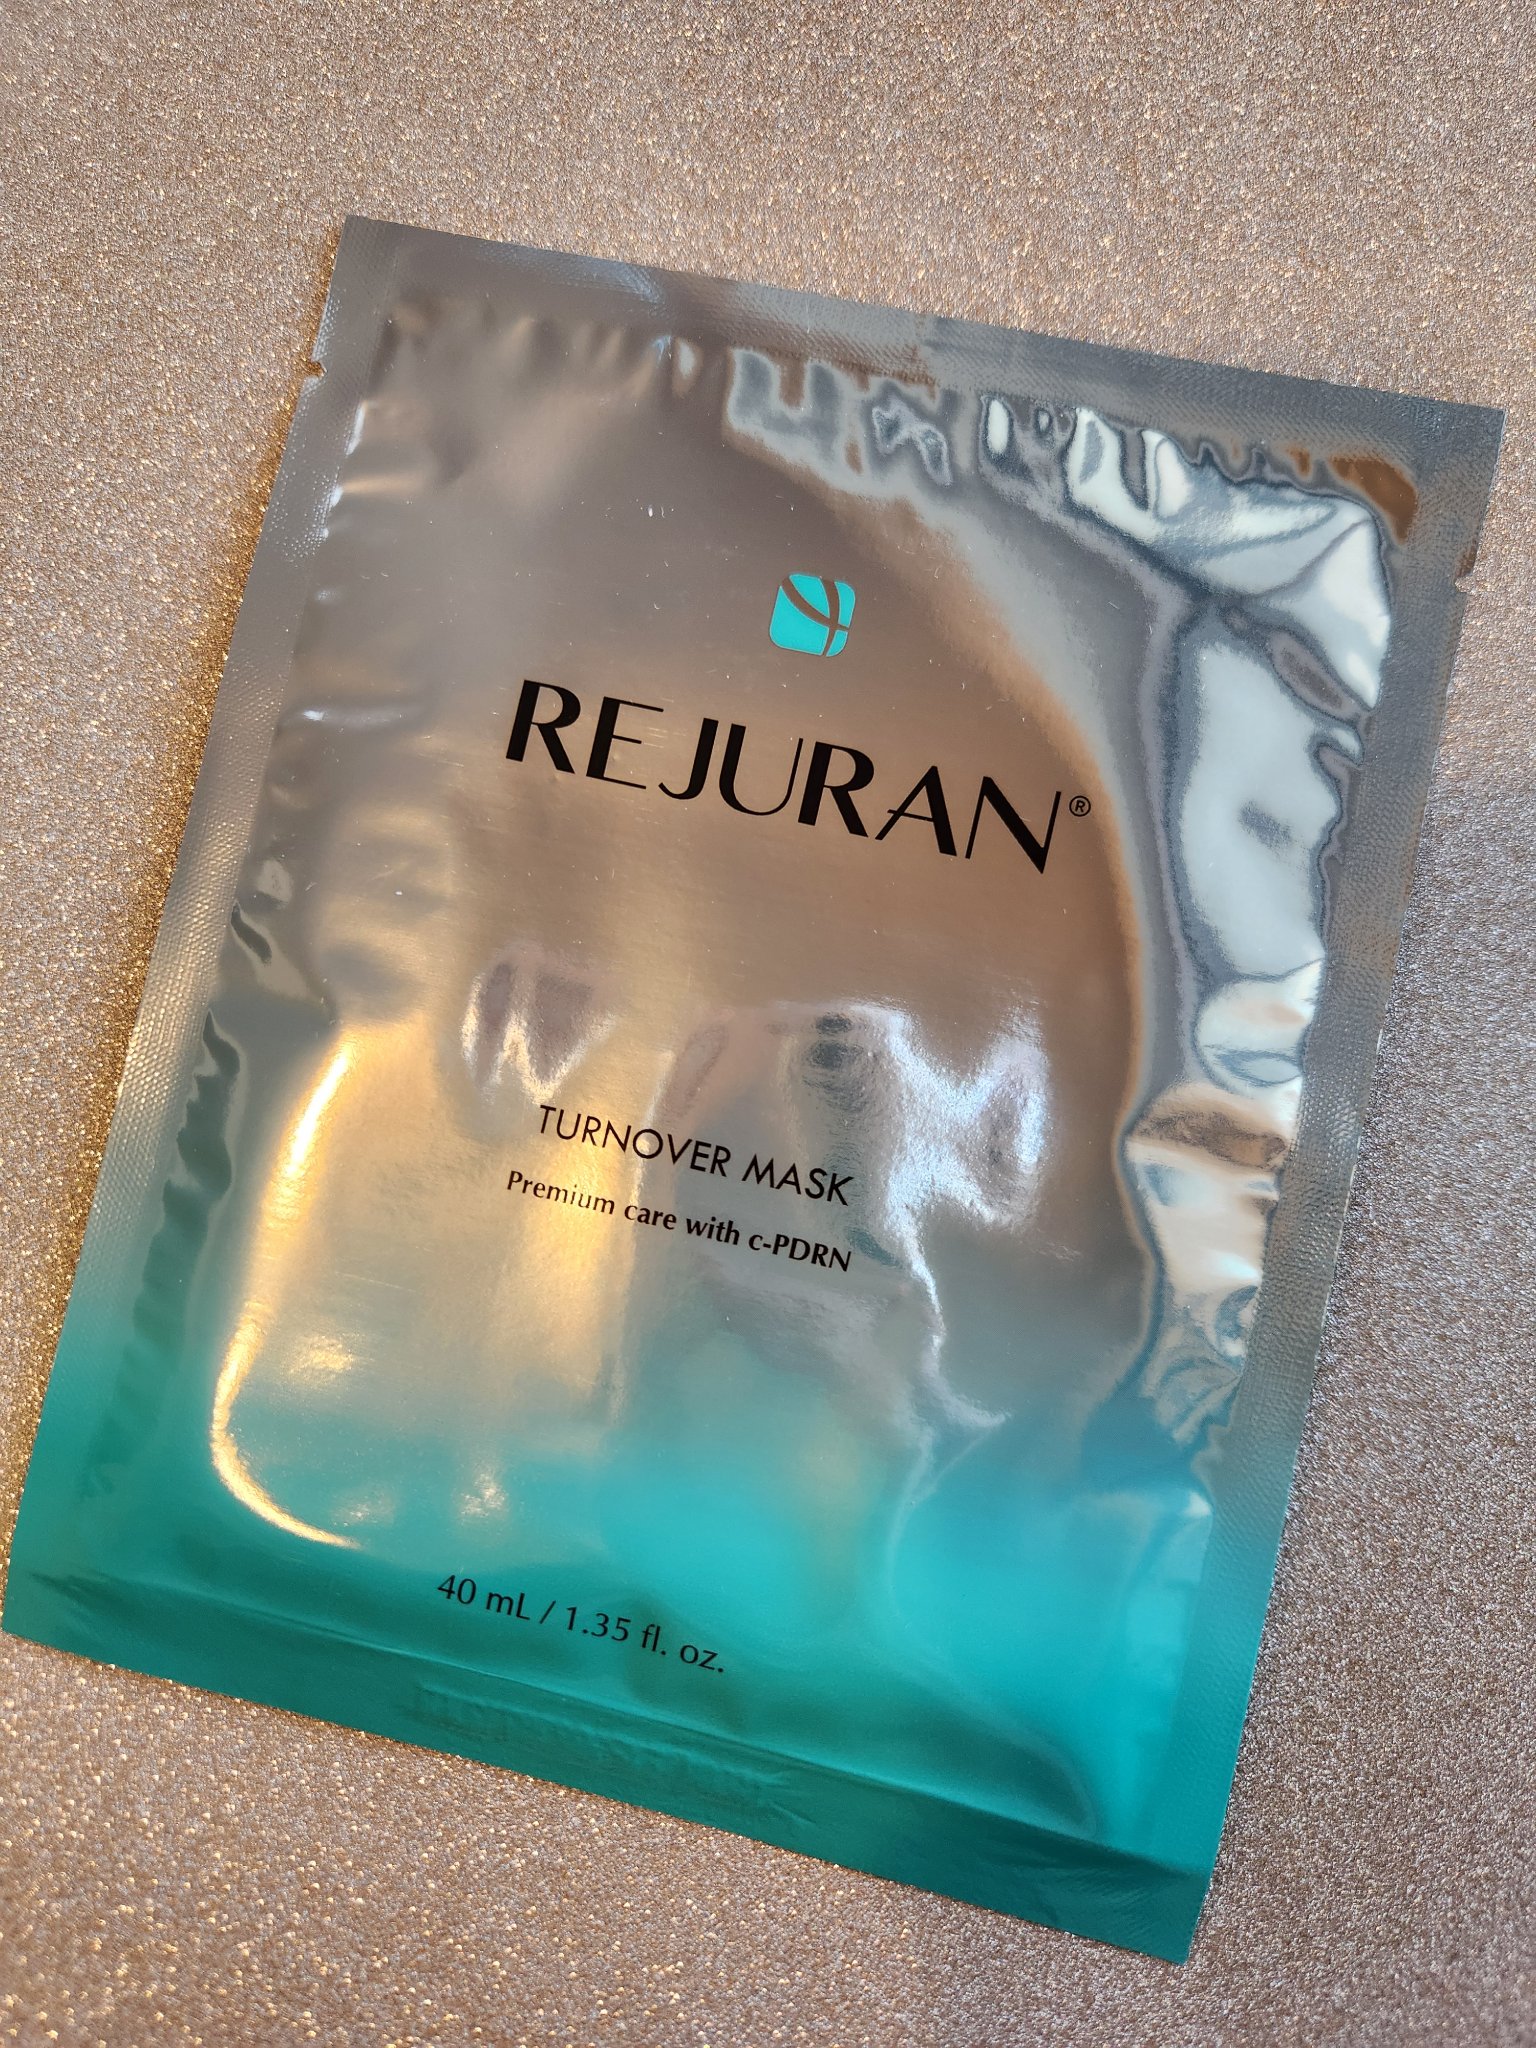 REJURAN®
TURNOVER MASK
Premium care with c-PDRN
40 mL / 1.35 fl. oz.